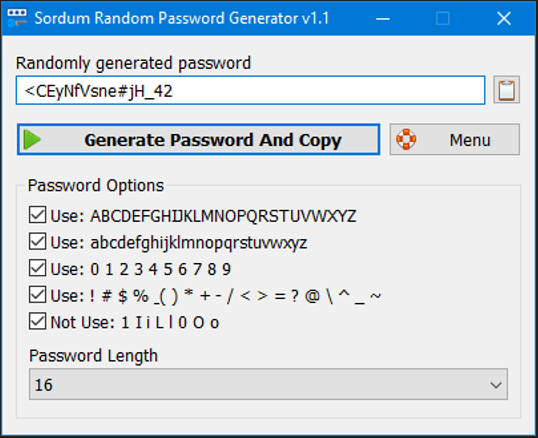 Sordum Random Password Generator v1.1
Randomly generated password
<CEyNfVsne#jH_42
Generate Password And Copy
Menu
Password Options
Use: ABCDEFGHIJKLMNOPQRSTUVWXYZ
Use: abcdefghijklmnopqrstuvwxyz
Use: 0 1 2 3 4 5 6 7 8 9
Use: ! # $ % _( ) * + - / < > = ? @ \ ^ _ ~
Not Use: 1 I i L l 0 O o
Password Length
16